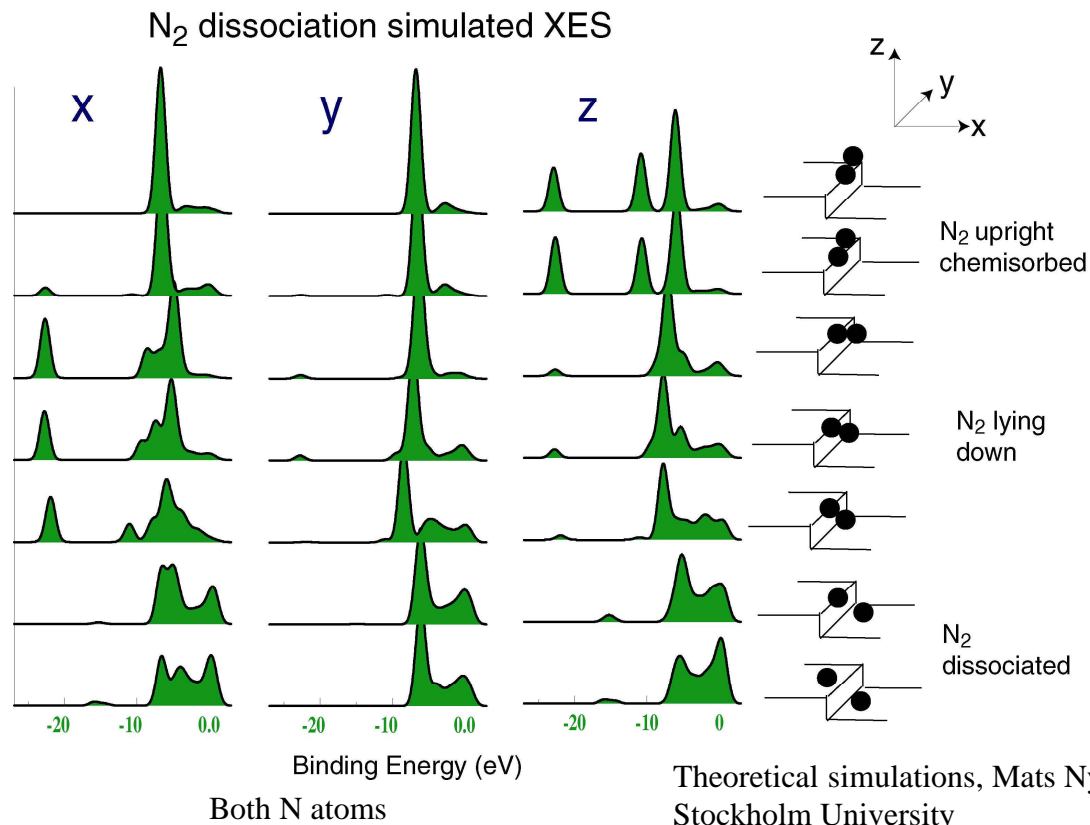 N2 dissociation simulated XES
x
y
z
z
y
x
N2 upright
chemisorbed
N2 lying
down
N2
dissociated
-20 -10 0.0
-20 -10 0.0
-20 -10 0
Binding Energy (eV)
Both N atoms
Theoretical simulations, Mats
Stockholm University